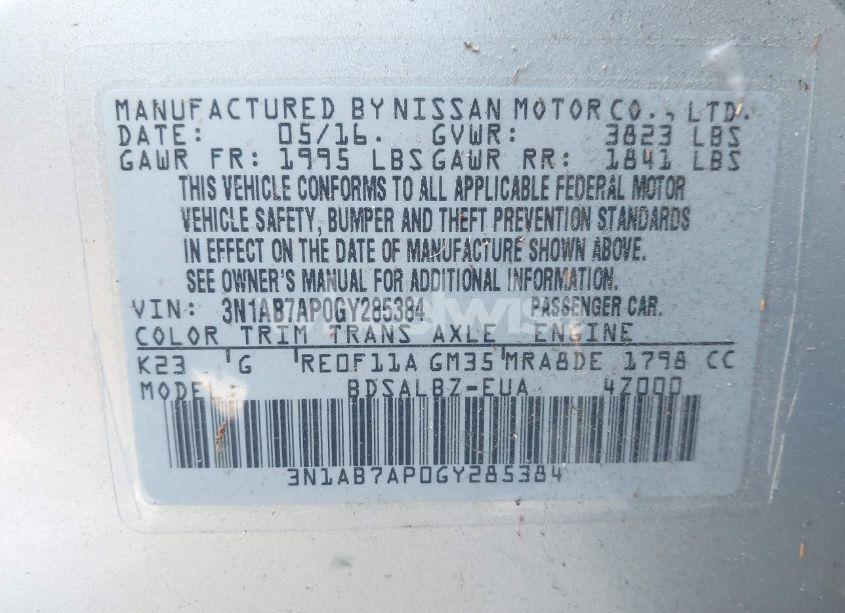 MANUFACTURED BY NISSAN MOTOR CO., LTD.
DATE: 05/16. GVWR: 3823 LBS
GAWR FR: 1995 LBS GAWR RR: 1841 LBS
THIS VEHICLE CONFORMS TO ALL APPLICABLE FEDERAL MOTOR
VEHICLE SAFETY, BUMPER AND THEFT PREVENTION STANDARDS
IN EFFECT ON THE DATE OF MANUFACTURE SHOWN ABOVE.
SEE OWNER'S MANUAL FOR ADDITIONAL INFORMATION.
VIN: 3N1AB7AP0GY285384 PASSENGER CAR.
COLOR TRIM TRANS AXLE ENGINE
K23 G RE0F11A GM35 MRA8DE 1798 CC
MODEL: BDSALBZ-EUA 4Z000
3N1AB7AP0GY285384